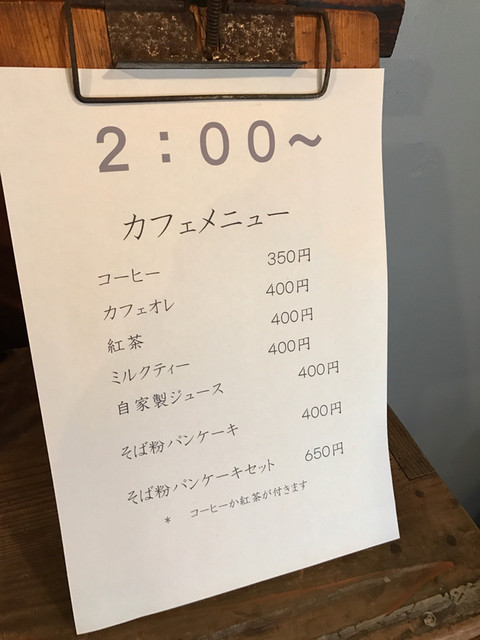 2：00～
カフェメニュー
コーヒー 350円
カフェオレ 400円
紅茶 400円
ミルクティー 400円
自家製ジュース 400円
そば粉パンケーキ 400円
そば粉パンケーキセット 650円
* コーヒーか紅茶が付きます